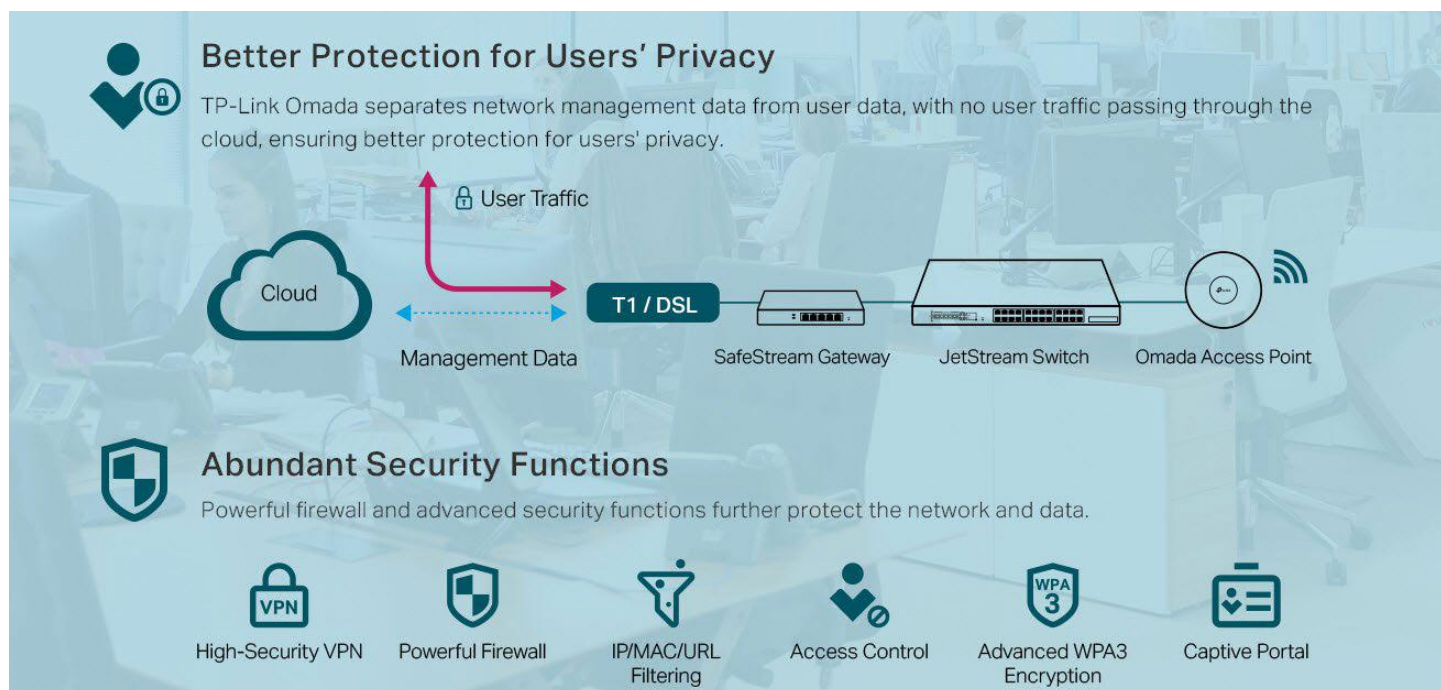 Better Protection for Users' Privacy
TP-Link Omada separates network management data from user data, with no user traffic passing through the
cloud, ensuring better protection for users' privacy.
User Traffic
Cloud
T1 / DSL
Management Data
SafeStream Gateway
JetStream Switch
Omada Access Point
Abundant Security Functions
Powerful firewall and advanced security functions further protect the network and data.
VPN
WPA
3
High-Security VPN
Powerful Firewall
IP/MAC/URL
Filtering
Access Control
Advanced WPA3
Encryption
Captive Portal